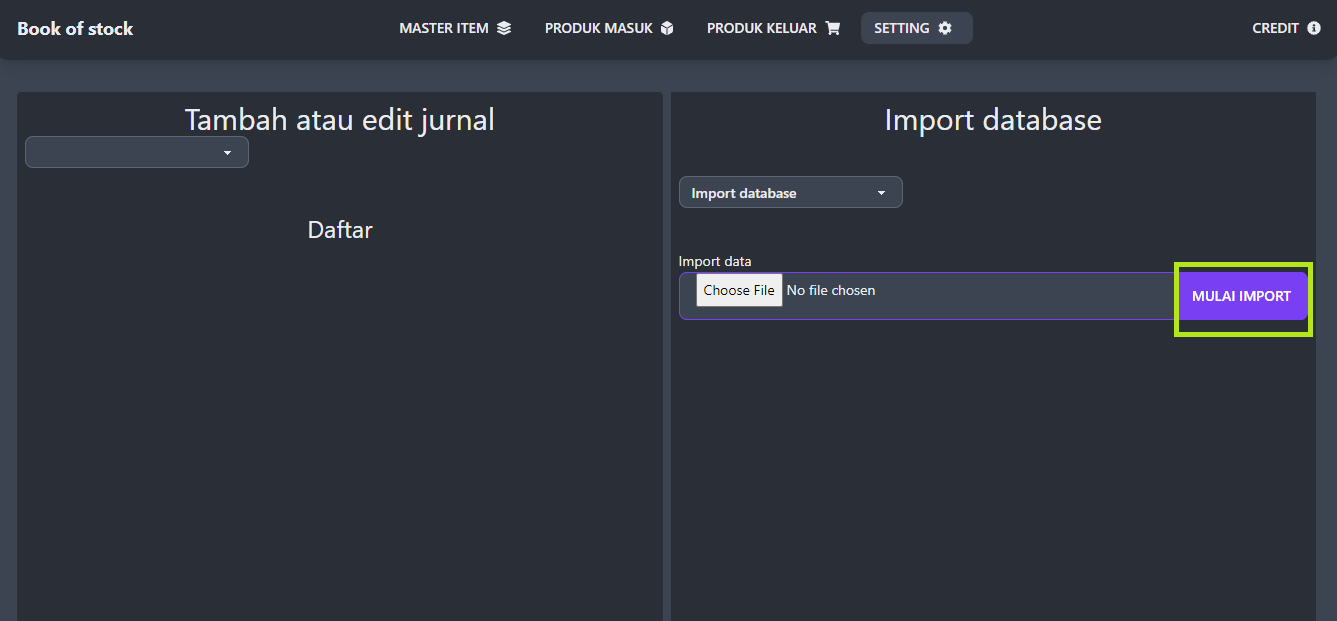 Book of stock MASTER ITEM PRODUK MASUK PRODUK KELUAR SETTING CREDIT
Tambah atau edit jurnal
Daftar
Import database
Import database
Import data
Choose File No file chosen
MULAI IMPORT